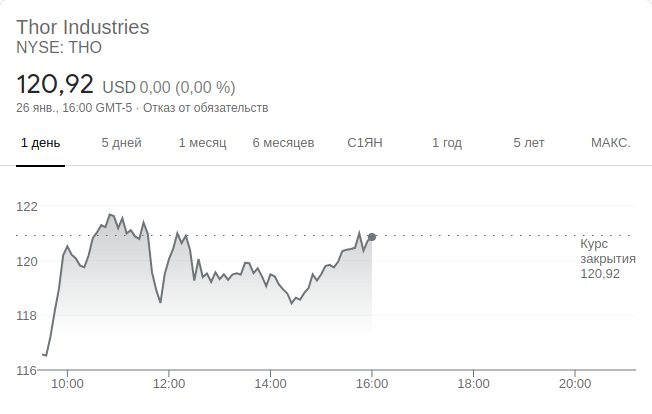 Thor Industries
NYSE: THO
120,92 USD 0,00 (0,00 %)
26 янв., 16:00 GMT-5 · Отказ от обязательств
1 день 5 дней 1 месяц 6 месяцев С1ЯН 1 год 5 лет МАКС.
122
120
118
116
Курс
закрытия
120,92
10:00 12:00 14:00 16:00 18:00 20:00